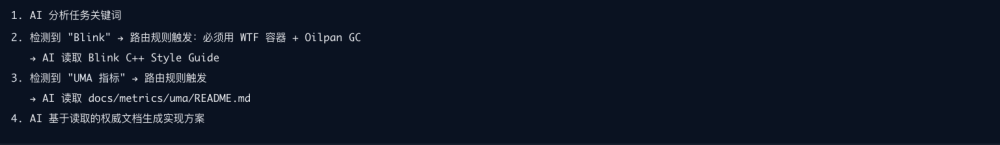 1. AI 分析任务关键词
2. 检测到 "Blink" → 路由规则触发: 必须用 WTF 容器 + Oilpan GC
→ AI 读取 Blink C++ Style Guide
3. 检测到 "UMA 指标" → 路由规则触发
→ AI 读取 docs/metrics/uma/README.md
4. AI 基于读取的权威文档生成实现方案